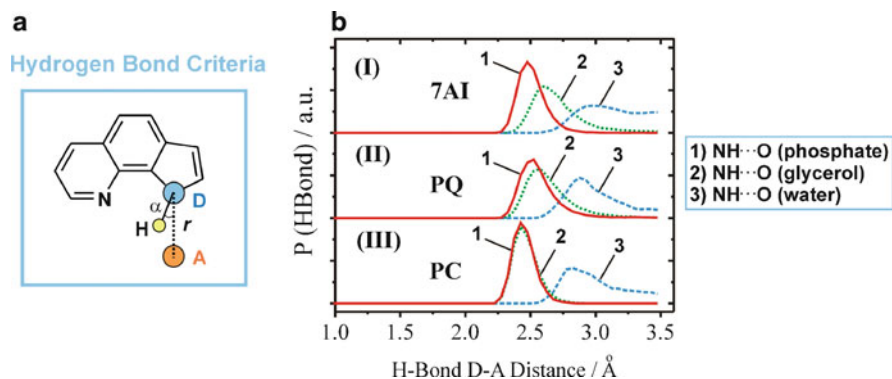 a
Hydrogen Bond Criteria
N
α
D
H
r
A
b
P (HBond) / a.u.
(I)
1
2
3
7AI
(II)
1
2
3
PQ
(III)
1
2
3
PC
1.0 1.5 2.0 2.5 3.0 3.5
H-Bond D-A Distance / Å
1) NH···O (phosphate)
2) NH···O (glycerol)
3) NH···O (water)